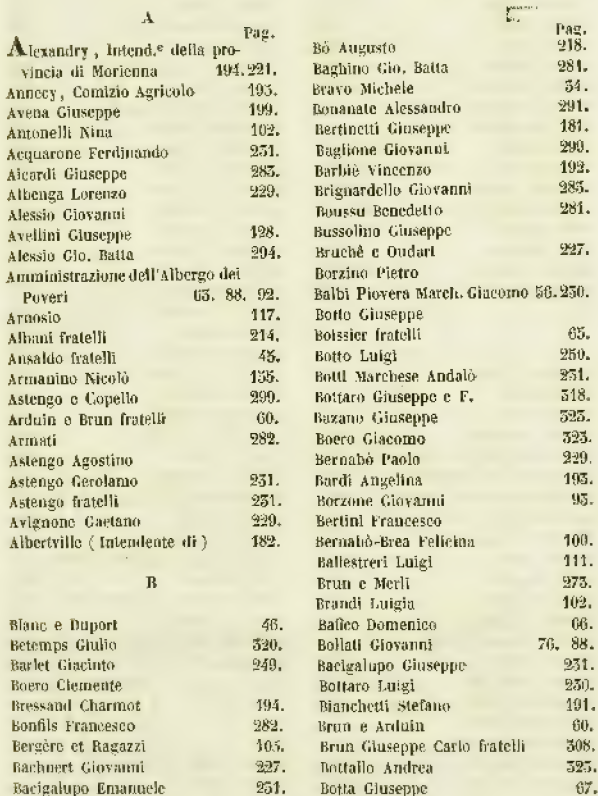 A
Pag.
Alexandry, Intend.e della pro-
vincia di Morienna 194. 221.
Annecy, Comizio Agricolo 195.
Avena Giuseppe 199.
Antonelli Nina 102.
Acquarone Ferdinando 231.
Aicardi Giuseppe 285.
Albenga Lorenzo 229.
Alessio Giovanni
Avellini Giuseppe 128.
Alessio Gio. Batta 294.
Amministrazione dell'Albergo dei
Poveri 63. 88. 92.
Arnosio 117.
Albani fratelli 214.
Ansaldo fratelli 45.
Armanino Nicolò 155.
Astengo e Copello 299.
Arduin e Brun fratelli 60.
Armati 282.
Astengo Agostino
Astengo Gerolamo 231.
Astengo fratelli 231.
Avignone Gaetano 229.
Albertville (Intendente di) 182.
B
Blanc e Duport 46.
Betemps Giulio 320.
Barlet Giacinto 249.
Boero Clemente
Bressand Charmot 194.
Bonfils Francesco 282.
Bergère et Ragazzi 105.
Bachnert Giovanni 227.
Bacigalupo Emanuele 231.
Pag.
Bò Augusto 218.
Baghino Gio. Batta 281.
Bravo Michele 34.
Bonanate Alessandro 291.
Bertinetti Giuseppe 181.
Baglione Giovanni 299.
Barbiè Vincenzo 192.
Brignardello Giovanni 285.
Boussu Benedetto 281.
Bussolino Giuseppe
Bruchè e Oudart 227.
Borzino Pietro
Balbi Piovera March. Giacomo 56. 230.
Botto Giuseppe
Boissier fratelli 65.
Botto Luigi 250.
Botti Marchese Andalò 231.
Bottaro Giuseppe e F. 318.
Bazano Giuseppe 323.
Boero Giacomo 323.
Bernabò Paolo 229.
Bardi Angelina 193.
Borzone Giovanni 93.
Bertini Francesco
Bernabò-Brea Felicina 100.
Ballestreri Luigi 111.
Brun e Merli 273.
Brandi Luigia 102.
Bafico Domenico 66.
Bollati Giovanni 76. 88.
Bacigalupo Giuseppe 231.
Bottaro Luigi 230.
Bianchetti Stefano 191.
Brun e Arduin 60.
Brun Giuseppe Carlo fratelli 308.
Bottallo Andrea 323.
Botta Giuseppe 67.